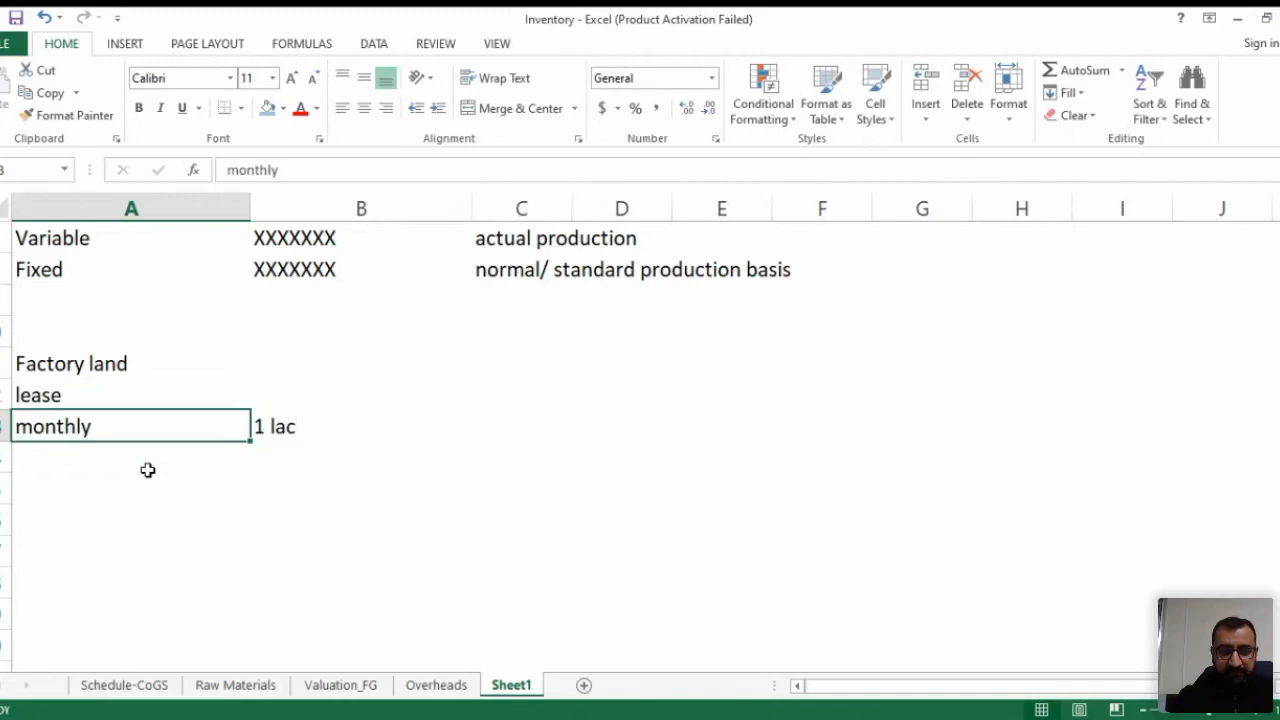 Inventory - Excel (Product Activation Failed)
HOME INSERT PAGE LAYOUT FORMULAS DATA REVIEW VIEW Sign in
Cut
Copy
Format Painter
Clipboard
Calibri 11
B I U
Font
Wrap Text
Merge & Center
Alignment
General
$ % ,
Number
Conditional Formatting
Format as Table
Cell Styles
Styles
Insert Delete Format
Cells
AutoSum
Fill
Clear
Sort & Filter
Find & Select
Editing
fx monthly
A B C D E F G H I J
Variable XXXXXXX actual production
Fixed XXXXXXX normal/ standard production basis
Factory land
lease
monthly 1 lac
Schedule-CoGS Raw Materials Valuation_FG Overheads Sheet1